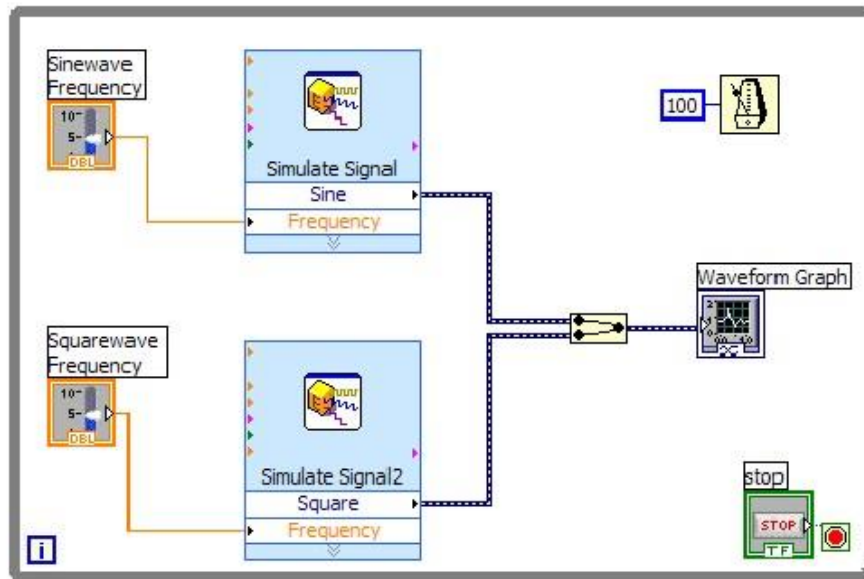 Sinewave
Frequency
10-
5-
DBL
Simulate Signal
Sine
Frequency
100
Waveform Graph
Squarewave
Frequency
10-
5-
DBL
Simulate Signal2
Square
Frequency
stop
STOP
TF
i